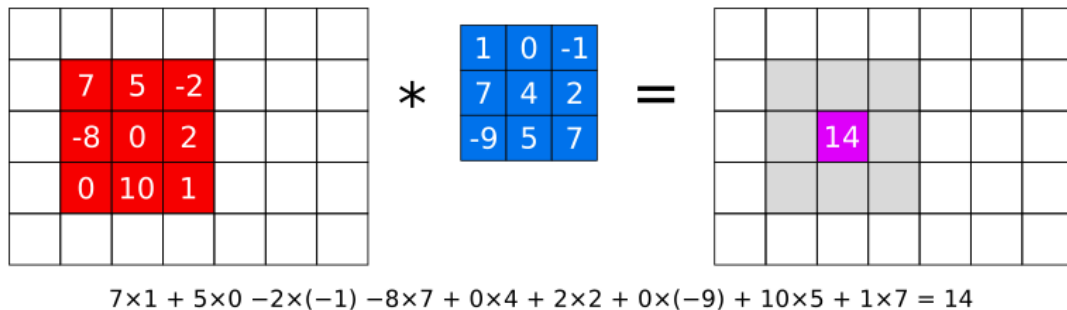 1 0 -1
7 5 -2 * 7 4 2 =
-8 0 2 -9 5 7 14
0 10 1
7×1 + 5×0 −2×(−1) −8×7 + 0×4 + 2×2 + 0×(−9) + 10×5 + 1×7 = 14